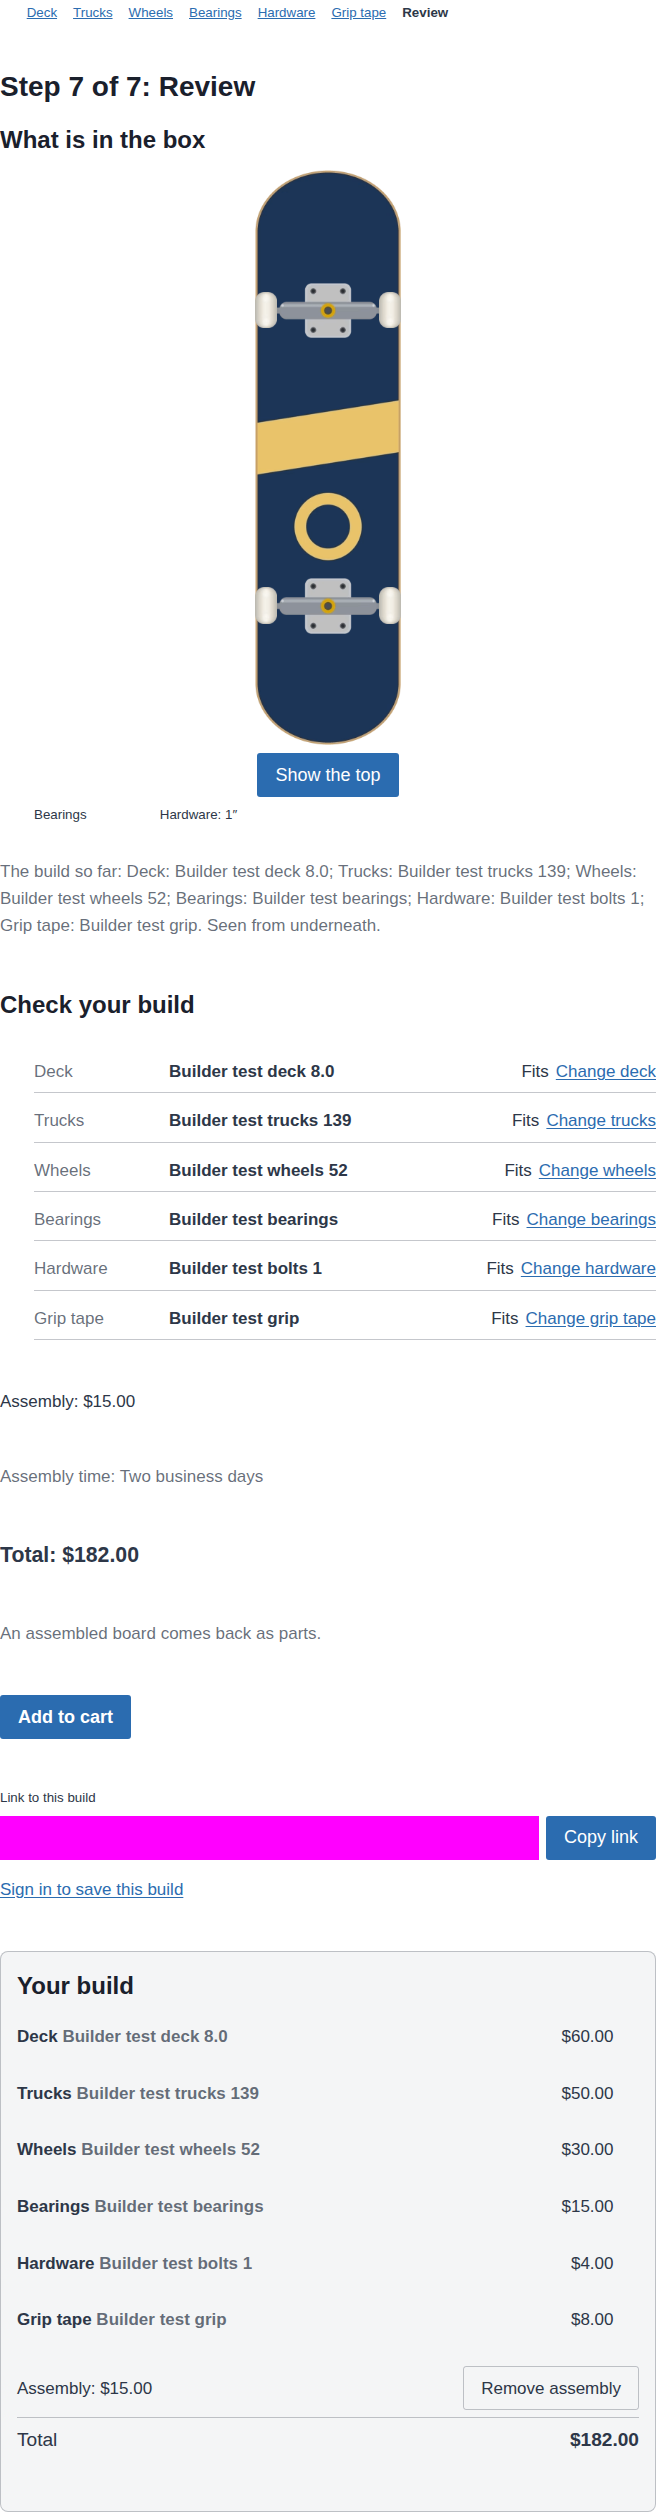 Deck Trucks Wheels Bearings Hardware Grip tape Review
Step 7 of 7: Review
What is in the box
Show the top
Bearings Hardware: 1″
The build so far: Deck: Builder test deck 8.0; Trucks: Builder test trucks 139; Wheels:
Builder test wheels 52; Bearings: Builder test bearings; Hardware: Builder test bolts 1;
Grip tape: Builder test grip. Seen from underneath.
Check your build
Deck Builder test deck 8.0 Fits Change deck
Trucks Builder test trucks 139 Fits Change trucks
Wheels Builder test wheels 52 Fits Change wheels
Bearings Builder test bearings Fits Change bearings
Hardware Builder test bolts 1 Fits Change hardware
Grip tape Builder test grip Fits Change grip tape
Assembly: $15.00
Assembly time: Two business days
Total: $182.00
An assembled board comes back as parts.
Add to cart
Link to this build
Copy link
Sign in to save this build
Your build
Deck Builder test deck 8.0 $60.00
Trucks Builder test trucks 139 $50.00
Wheels Builder test wheels 52 $30.00
Bearings Builder test bearings $15.00
Hardware Builder test bolts 1 $4.00
Grip tape Builder test grip $8.00
Assembly: $15.00 Remove assembly
Total $182.00